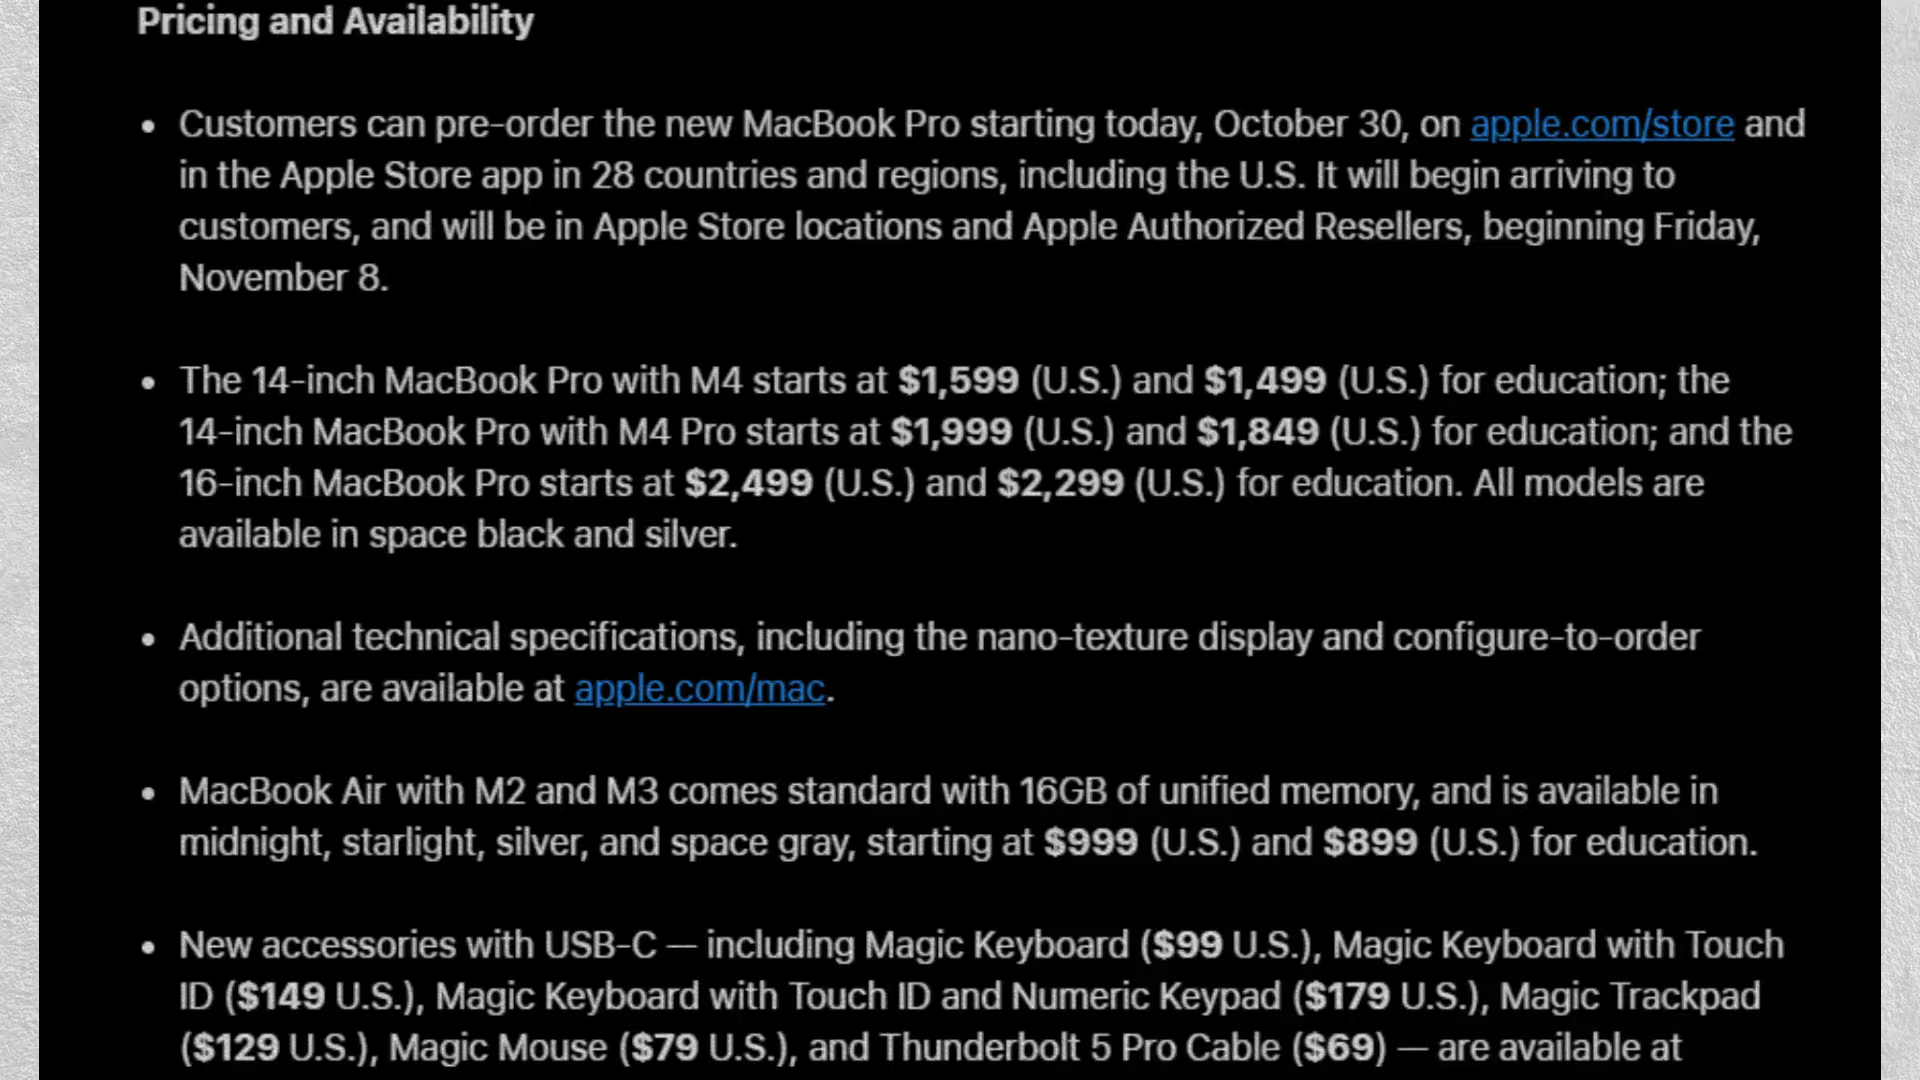 Pricing and Availability
• Customers can pre-order the new MacBook Pro starting today, October 30, on apple.com/store and
in the Apple Store app in 28 countries and regions, including the U.S. It will begin arriving to
customers, and will be in Apple Store locations and Apple Authorized Resellers, beginning Friday,
November 8.
• The 14-inch MacBook Pro with M4 starts at $1,599 (U.S.) and $1,499 (U.S.) for education; the
14-inch MacBook Pro with M4 Pro starts at $1,999 (U.S.) and $1,849 (U.S.) for education; and the
16-inch MacBook Pro starts at $2,499 (U.S.) and $2,299 (U.S.) for education. All models are
available in space black and silver.
• Additional technical specifications, including the nano-texture display and configure-to-order
options, are available at apple.com/mac.
• MacBook Air with M2 and M3 comes standard with 16GB of unified memory, and is available in
midnight, starlight, silver, and space gray, starting at $999 (U.S.) and $899 (U.S.) for education.
• New accessories with USB-C — including Magic Keyboard ($99 U.S.), Magic Keyboard with Touch
ID ($149 U.S.), Magic Keyboard with Touch ID and Numeric Keypad ($179 U.S.), Magic Trackpad
($129 U.S.), Magic Mouse ($79 U.S.), and Thunderbolt 5 Pro Cable ($69) — are available at